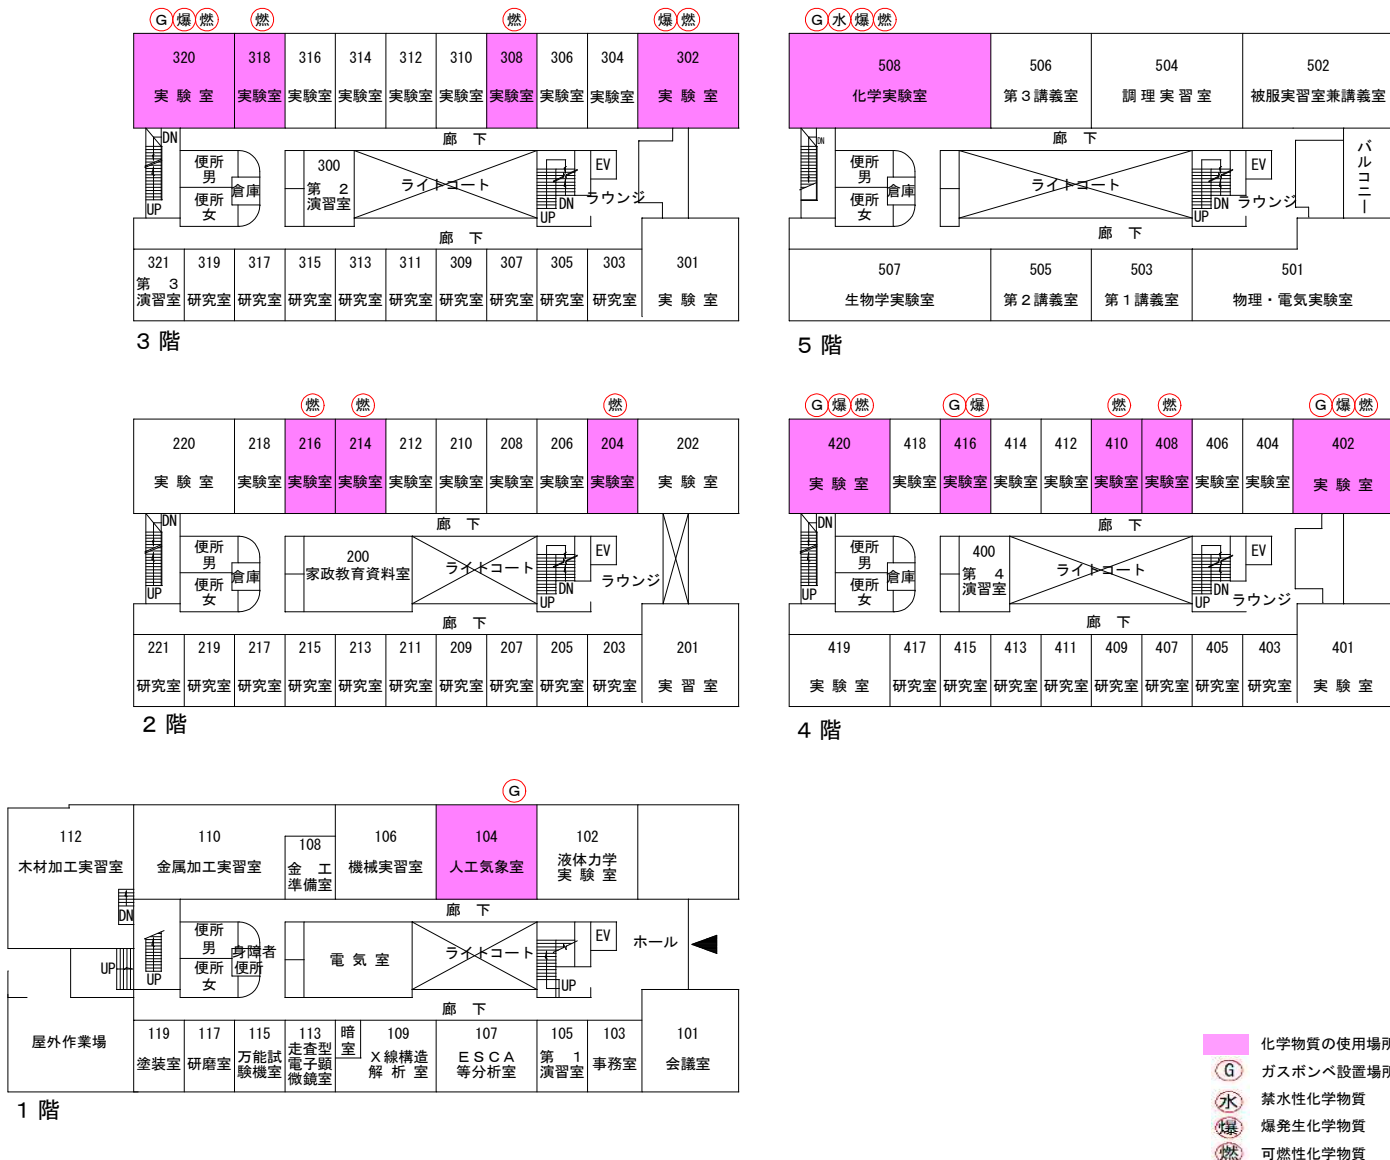 G 爆 燃 燃 燃 爆 燃
320 318 316 314 312 310 308 306 304 302
実 験 室 実験室 実験室 実験室 実験室 実験室 実験室 実験室 実験室 実 験 室
廊 下
DN
便所 男
便所 女
倉庫
UP
300
第 2
演習室
ライトコート
EV
DN
UP
ラウンジ
廊 下
321 319 317 315 313 311 309 307 305 303 301
第 3
演習室 研究室 研究室 研究室 研究室 研究室 研究室 研究室 研究室 研究室 実 験 室
3 階
G 水 爆 燃
508 506 504 502
化学実験室 第3講義室 調 理 実 習 室 被服実習室兼講義室
廊 下
DN
便所 男
便所 女
倉庫
ライトコート
EV
DN
UP
ラウンジ
バルコニー
廊 下
507 505 503 501
生物学実験室 第2講義室 第1講義室 物理・電気実験室
5 階
燃 燃 燃
220 218 216 214 212 210 208 206 204 202
実 験 室 実験室 実験室 実験室 実験室 実験室 実験室 実験室 実験室 実 験 室
廊 下
DN
便所 男
便所 女
倉庫
UP
200
家政教育資料室
ライトコート
EV
DN
UP
ラウンジ
廊 下
221 219 217 215 213 211 209 207 205 203 201
研究室 研究室 研究室 研究室 研究室 研究室 研究室 研究室 研究室 研究室 実 習 室
2 階
G 爆 燃 G 爆 燃 燃 G 爆 燃
420 418 416 414 412 410 408 406 404 402
実 験 室 実験室 実験室 実験室 実験室 実験室 実験室 実験室 実験室 実 験 室
廊 下
DN
便所 男
便所 女
倉庫
UP
400
第 4
演習室
ライトコート
EV
DN
UP
ラウンジ
廊 下
419 417 415 413 411 409 407 405 403 401
実 験 室 研究室 研究室 研究室 研究室 研究室 研究室 研究室 研究室 実 験 室
4 階
G
112 110 108 106 104 102
木材加工実習室 金属加工実習室 金 工
準備室 機械実習室 人工気象室 液体力学
実 験 室
廊 下
DN
UP
UP
便所 男
便所 女
身障者
便所
電 気 室
ライトコート
EV
UP
ホール
廊 下
屋外作業場
119 117 115 113 暗室 109 107 105 103 101
塗装室 研磨室 万能試
験機室 走査型
電子顕
微鏡室 X線構造
解 析 室 ESCA
等分析室 第 1
演習室 事務室 会議室
1 階
化学物質の使用場所
G ガスボンベ設置場所
水 禁水性化学物質
爆 爆発生化学物質
燃 可燃性化学物質